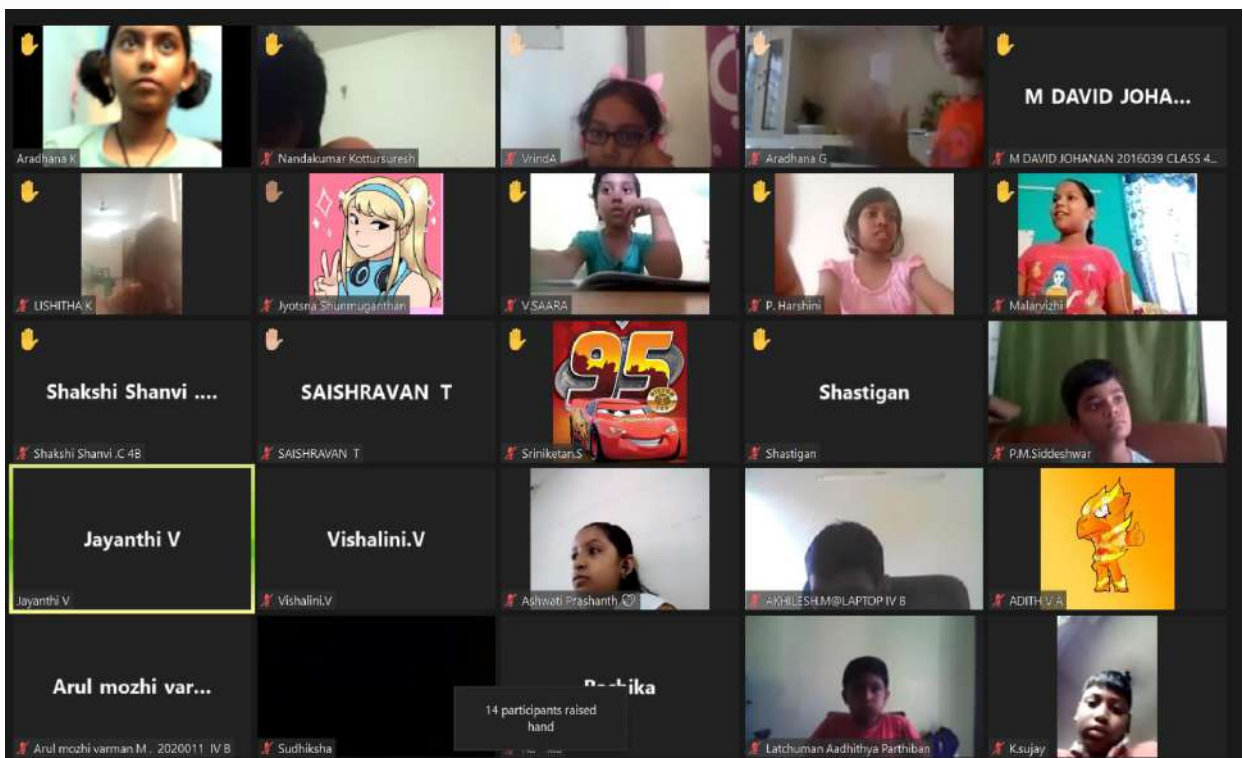 Aradhana K
Nandakumar Kottursuresh
VrindA
Aradhana G
M DAVID JOHA...
M DAVID JOHANAN 2016039 CLASS 4...
LISHITHA K
Jyotsna Shunmuganthan
V.SAARA
P. Harshini
Malarvizhi
Shakshi Shanvi ....
Shakshi Shanvi .C 4B
SAISHRAVAN T
SAISHRAVAN T
95
Sriniketan.S
Shastigan
Shastigan
P.M.Siddeshwar
Jayanthi V
Jayanthi V
Vishalini.V
Vishalini.V
Ashwati Prashanth
AKHILESH.M@LAPTOP IV B
ADITH V A
Arul mozhi var...
Arul mozhi varman M . 2020011 IV B
Sudhiksha
14 participants raised
hand
Latchuman Aadhithya Parthiban
K.sujay